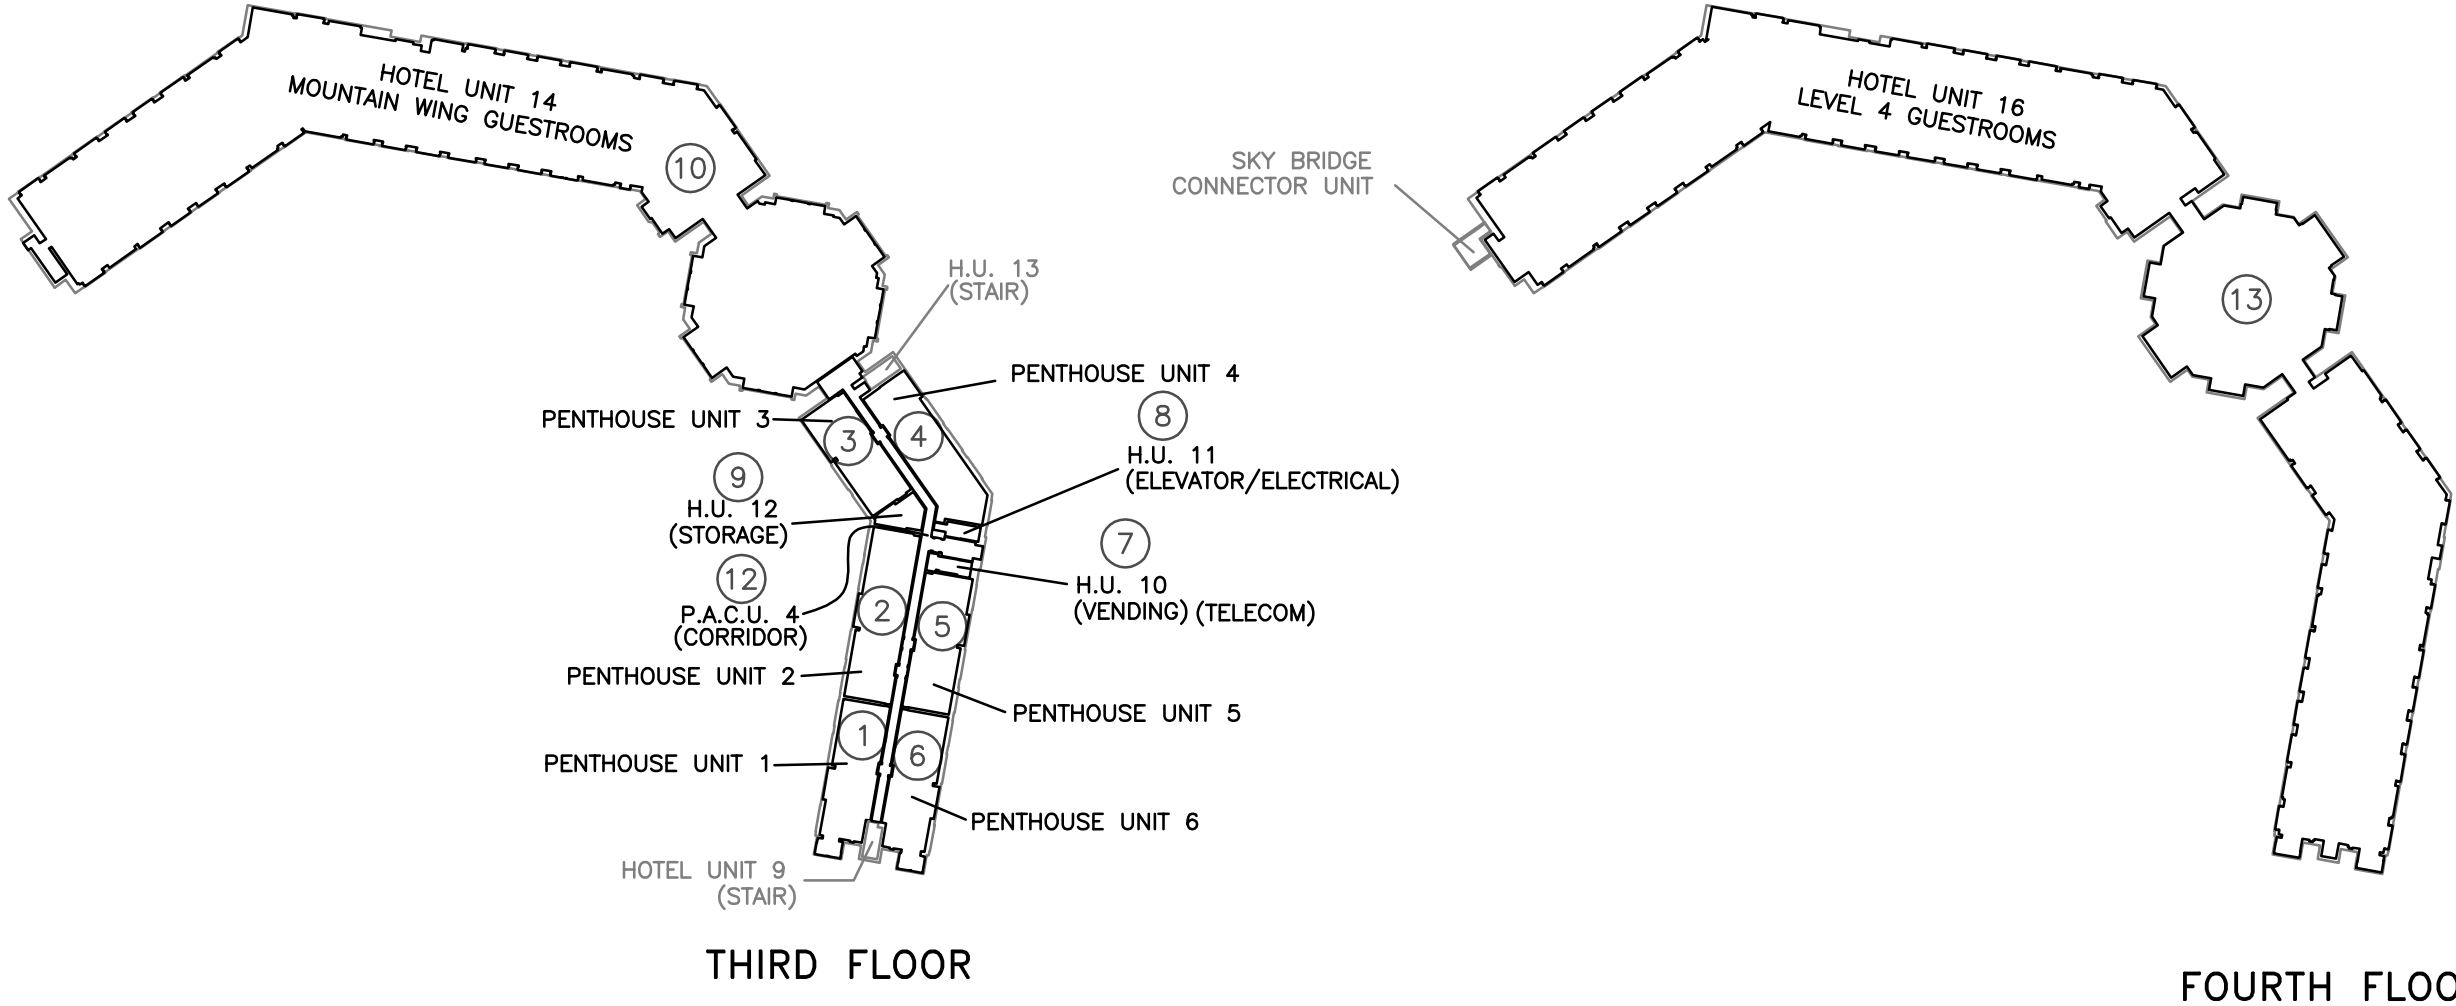 HOTEL UNIT 14
MOUNTAIN WING GUESTROOMS
10
H.U. 13
(STAIR)
PENTHOUSE UNIT 4
8
PENTHOUSE UNIT 3
3
4
H.U. 11
(ELEVATOR/ELECTRICAL)
9
H.U. 12
(STORAGE)
7
12
H.U. 10
(VENDING) (TELECOM)
P.A.C.U. 4
(CORRIDOR)
2
5
PENTHOUSE UNIT 2
PENTHOUSE UNIT 5
1
6
PENTHOUSE UNIT 1
PENTHOUSE UNIT 6
HOTEL UNIT 9
(STAIR)
THIRD FLOOR
HOTEL UNIT 16
LEVEL 4 GUESTROOMS
SKY BRIDGE
CONNECTOR UNIT
13
FOURTH FLOO